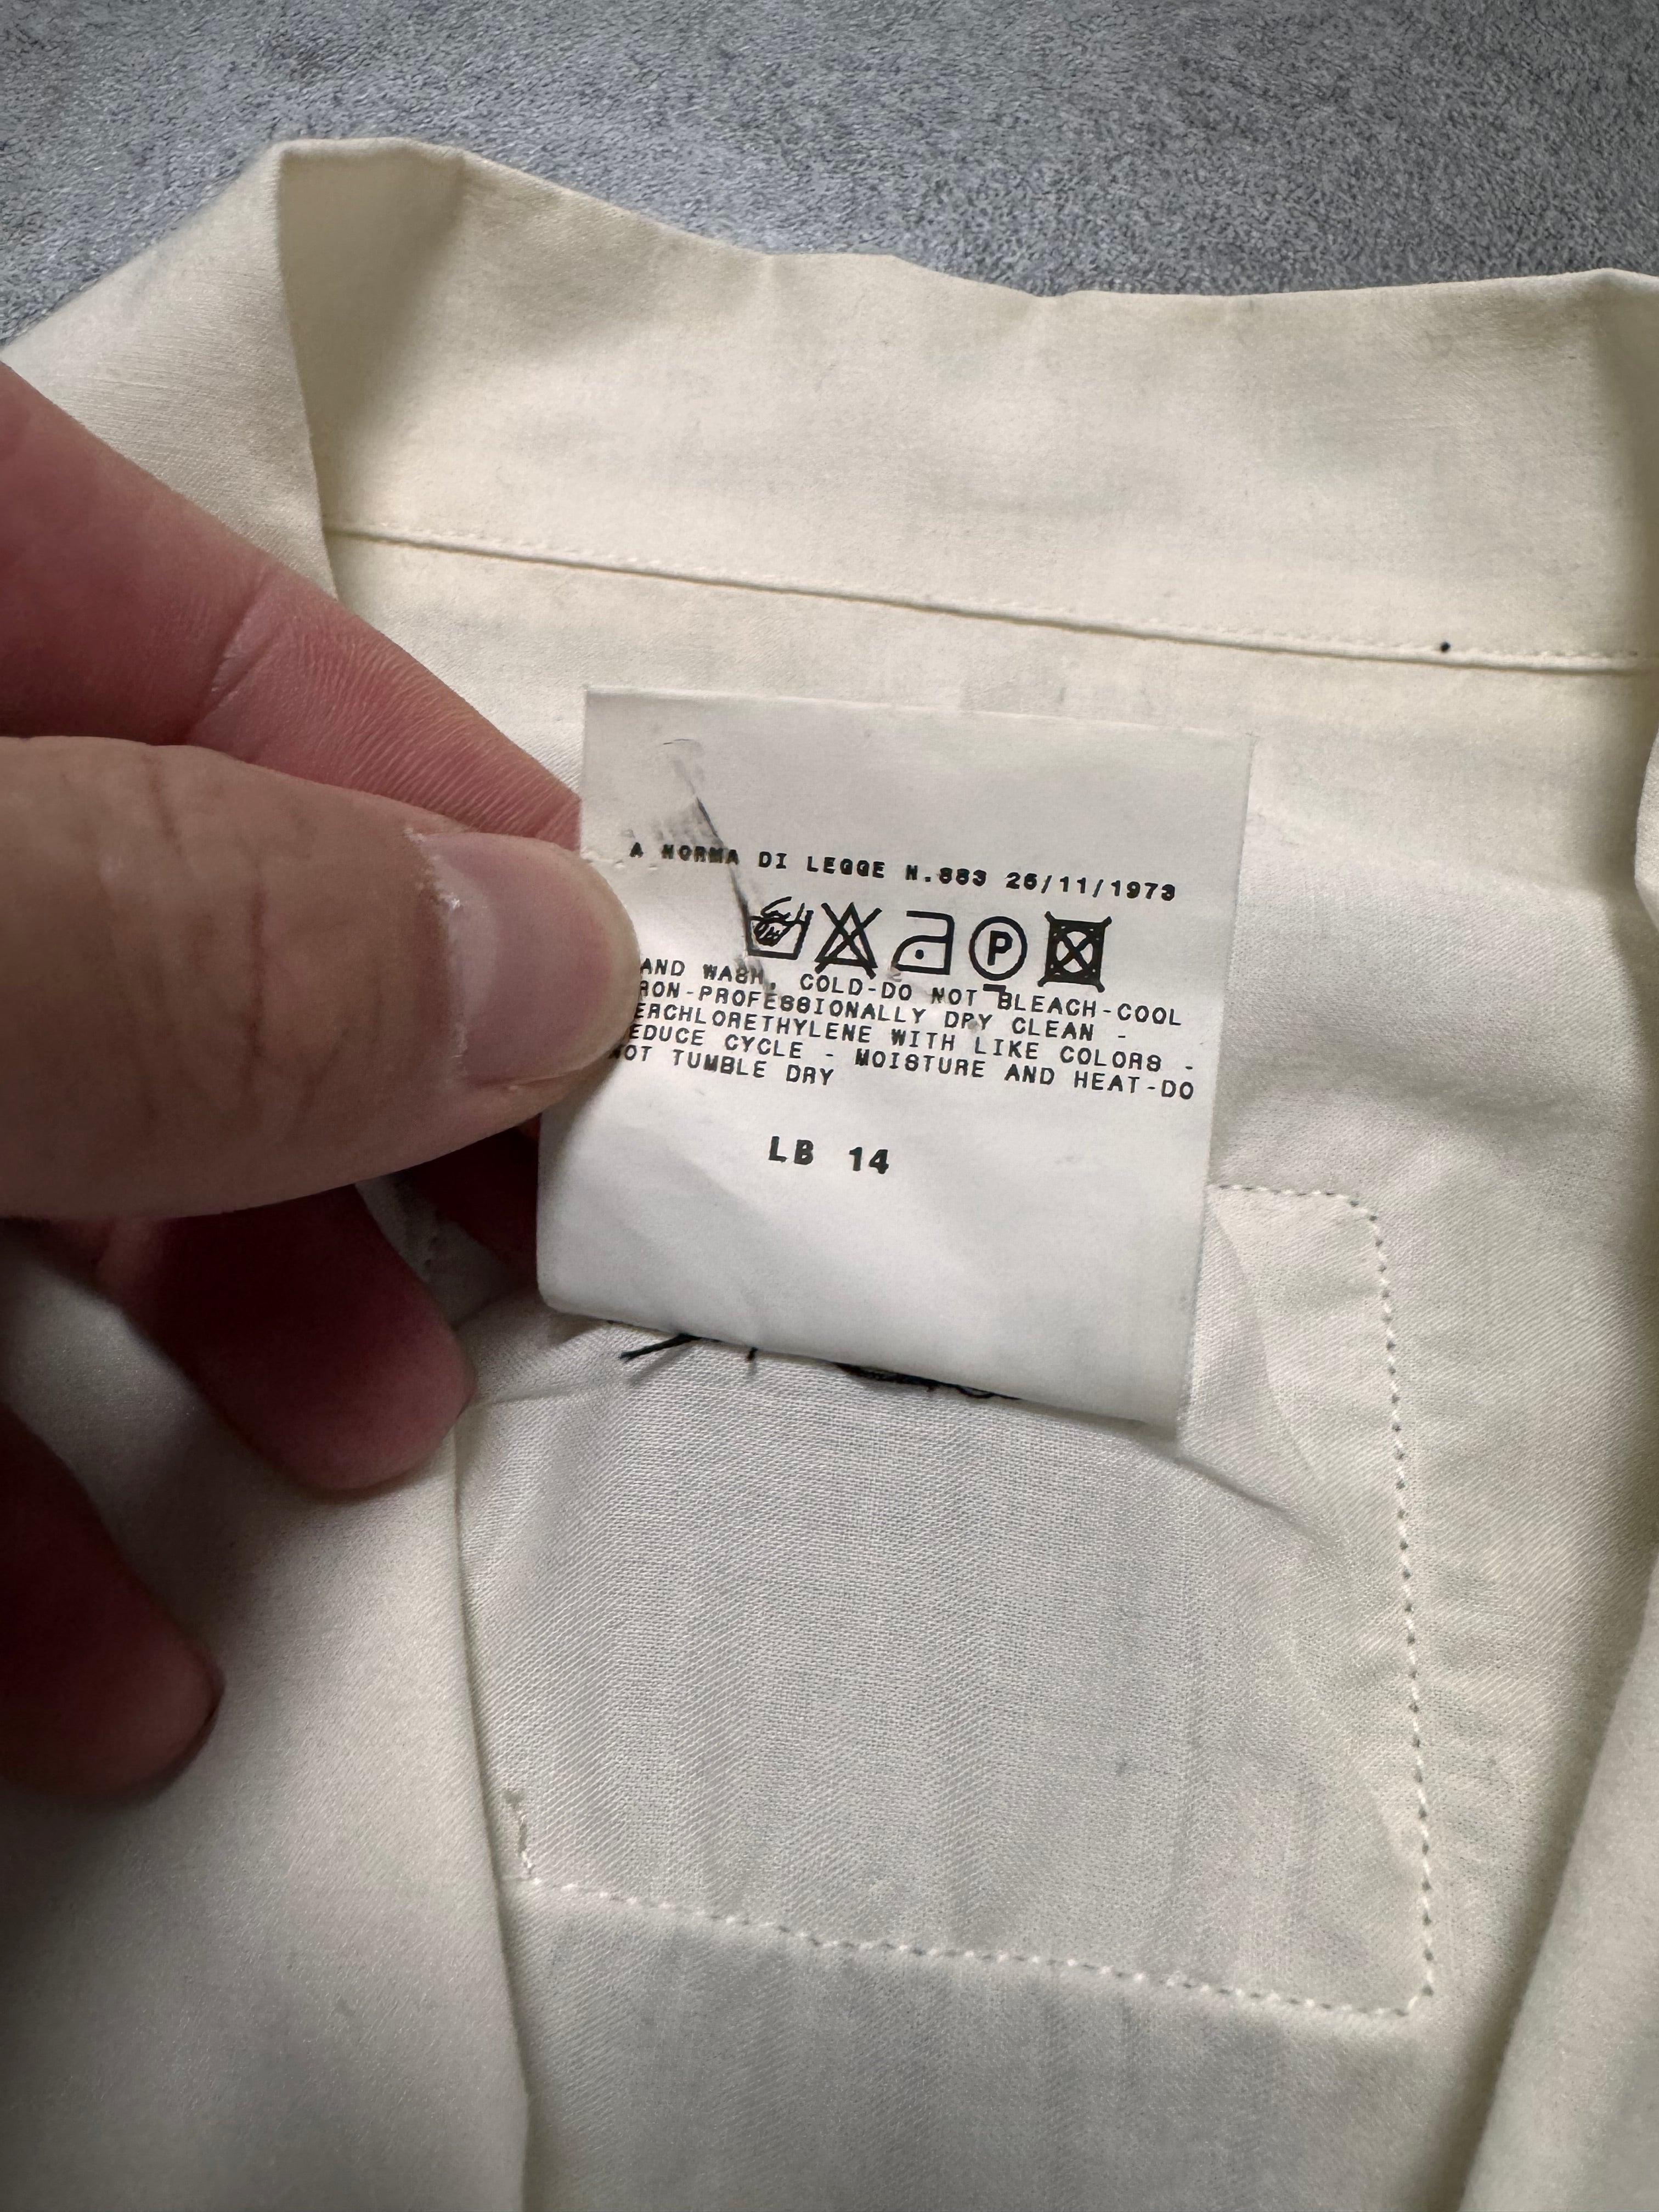 A NORMA DI LEGGE N.883 26/11/1973
P
AND WASH, COLD-DO NOT BLEACH-COOL
RON-PROFESSIONALLY DRY CLEAN -
ERCHLORETHYLENE WITH LIKE COLORS -
EDUCE CYCLE - MOISTURE AND HEAT-DO
NOT TUMBLE DRY
LB 14